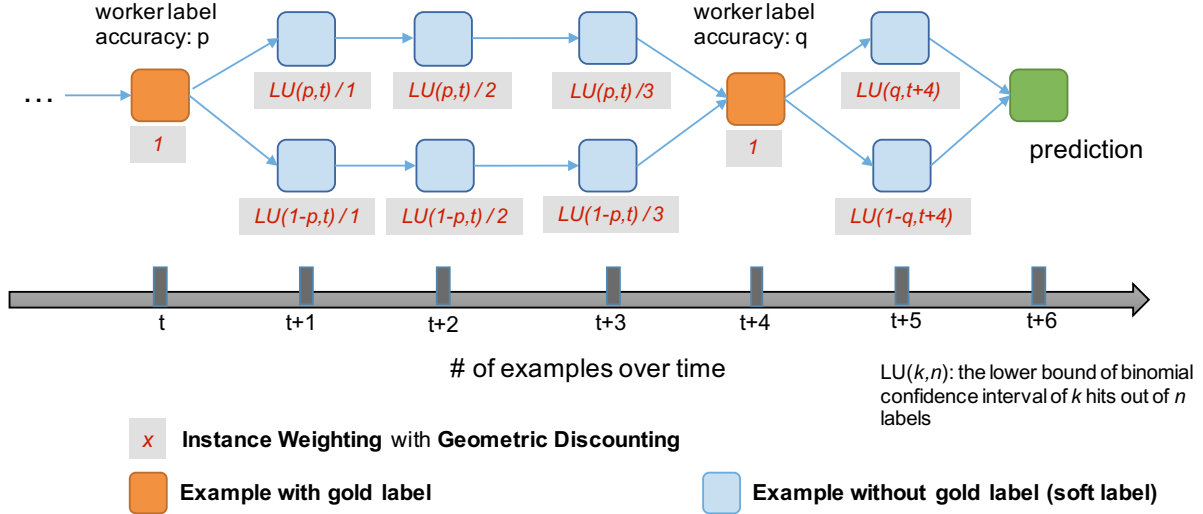 worker label
accuracy: p
worker label
accuracy: q
LU(p,t) / 1
LU(p,t) / 2
LU(p,t) /3
LU(q,t+4)
...
1
1
prediction
LU(1-p,t) / 1
LU(1-p,t) / 2
LU(1-p,t) / 3
LU(1-q,t+4)
t
t+1
t+2
t+3
t+4
t+5
t+6
# of examples over time
LU(k,n): the lower bound of binomial
confidence interval of k hits out of n
labels
x
Instance Weighting with Geometric Discounting
Example with gold label
Example without gold label (soft label)